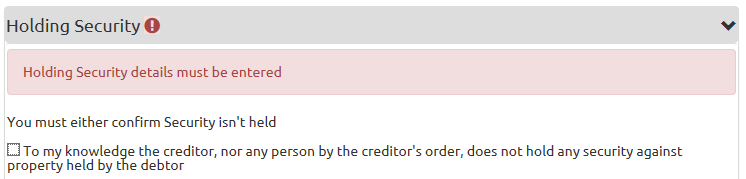 Holding Security
Holding Security details must be entered
You must either confirm Security isn't held
To my knowledge the creditor, nor any person by the creditor's order, does not hold any security against
property held by the debtor